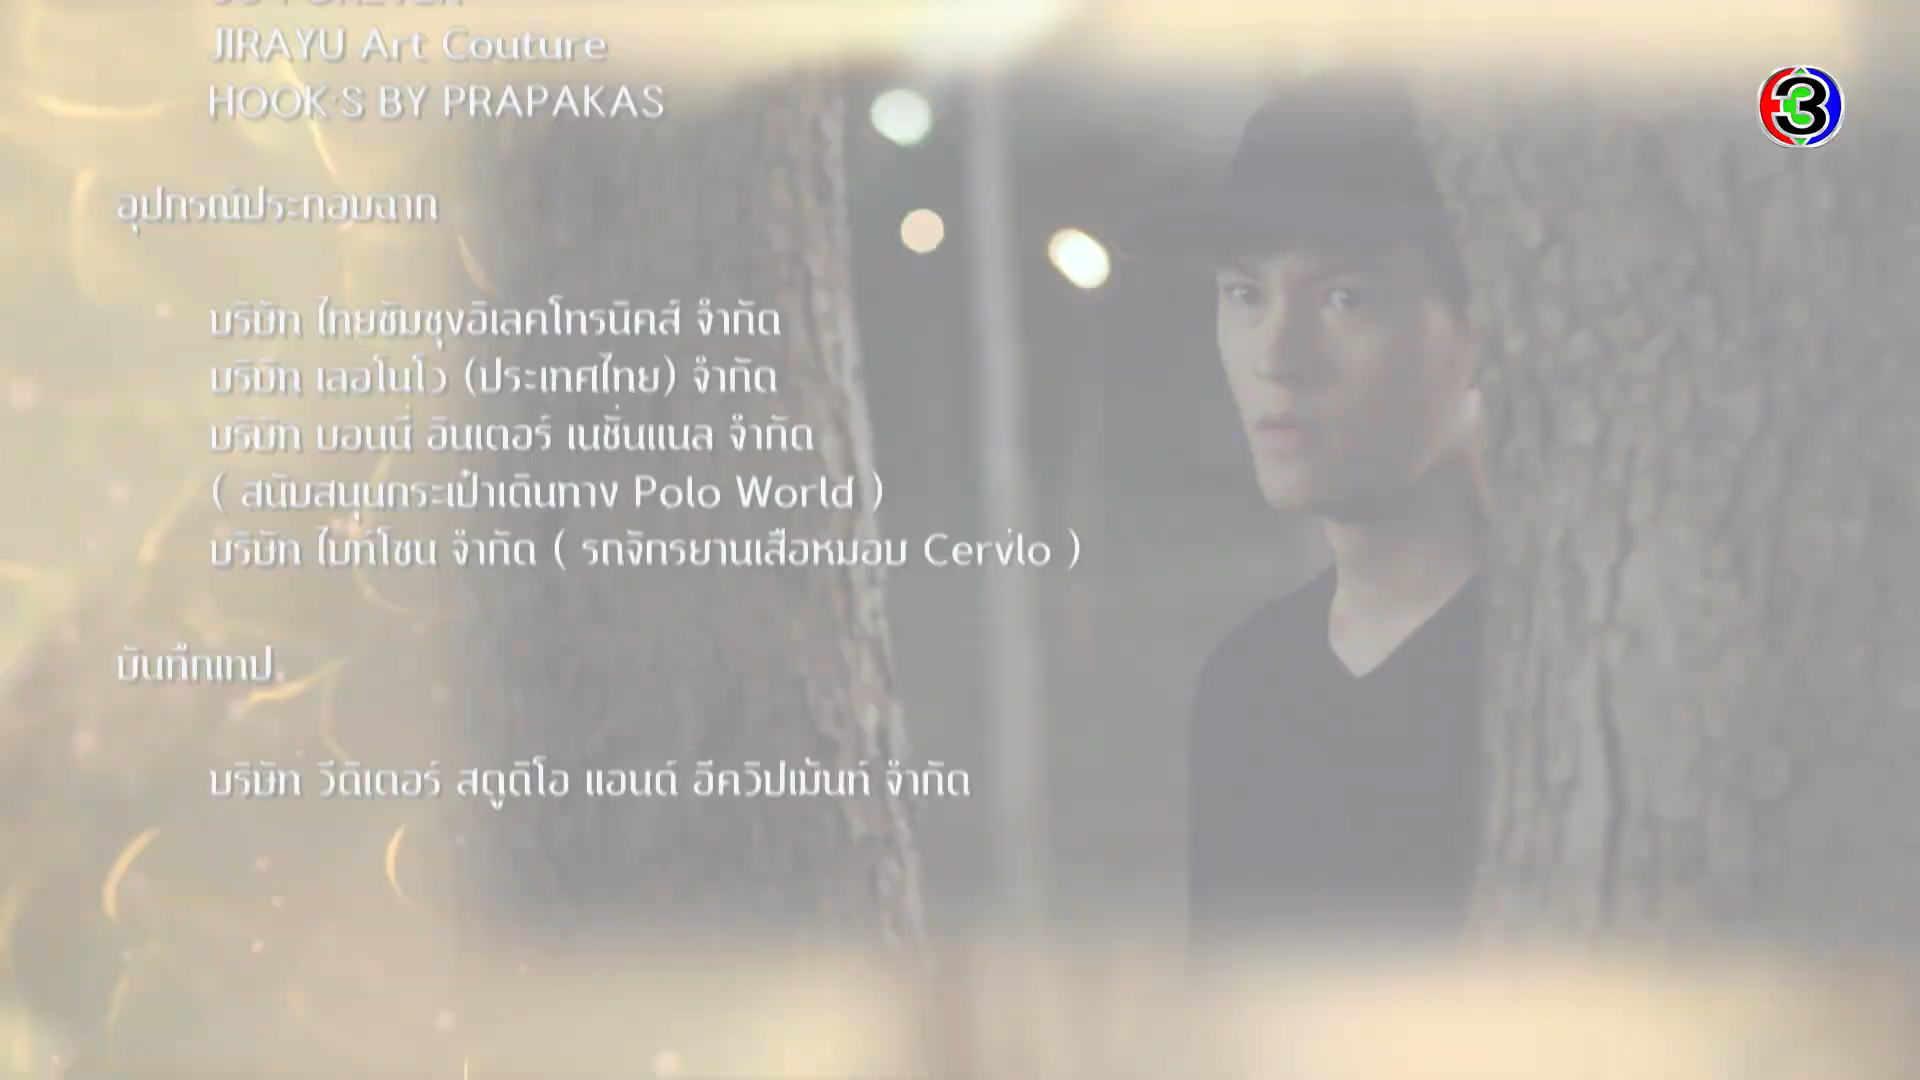 JIRAYU Art Couture
HOOK'S BY PRAPAKAS
อุปกรณ์ประกอบฉาก
บริษัท ไทยซัมซุงอิเลคโทรนิคส์ จำกัด
บริษัท เลอโนโว (ประเทศไทย) จำกัด
บริษัท บอนนี่ อินเตอร์ เนชั่นแนล จำกัด
( สนับสนุนกระเป๋าเดินทาง Polo World )
บริษัท ไบท์โซน จำกัด ( รถจักรยานเสือหมอบ Cervlo )
บันทึกเทป
บริษัท วีดิเตอร์ สตูดิโอ แอนด์ อีควิปเม้นท์ จำกัด
3